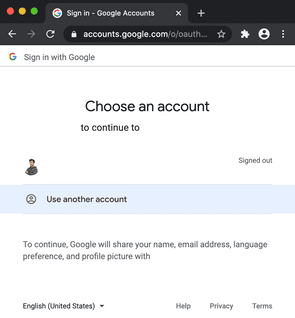 Sign in - Google Accounts
accounts.google.com/o/oauth...
Sign in with Google
Choose an account
to continue to
Signed out
Use another account
To continue, Google will share your name, email address, language
preference, and profile picture with
English (United States)
Help
Privacy
Terms